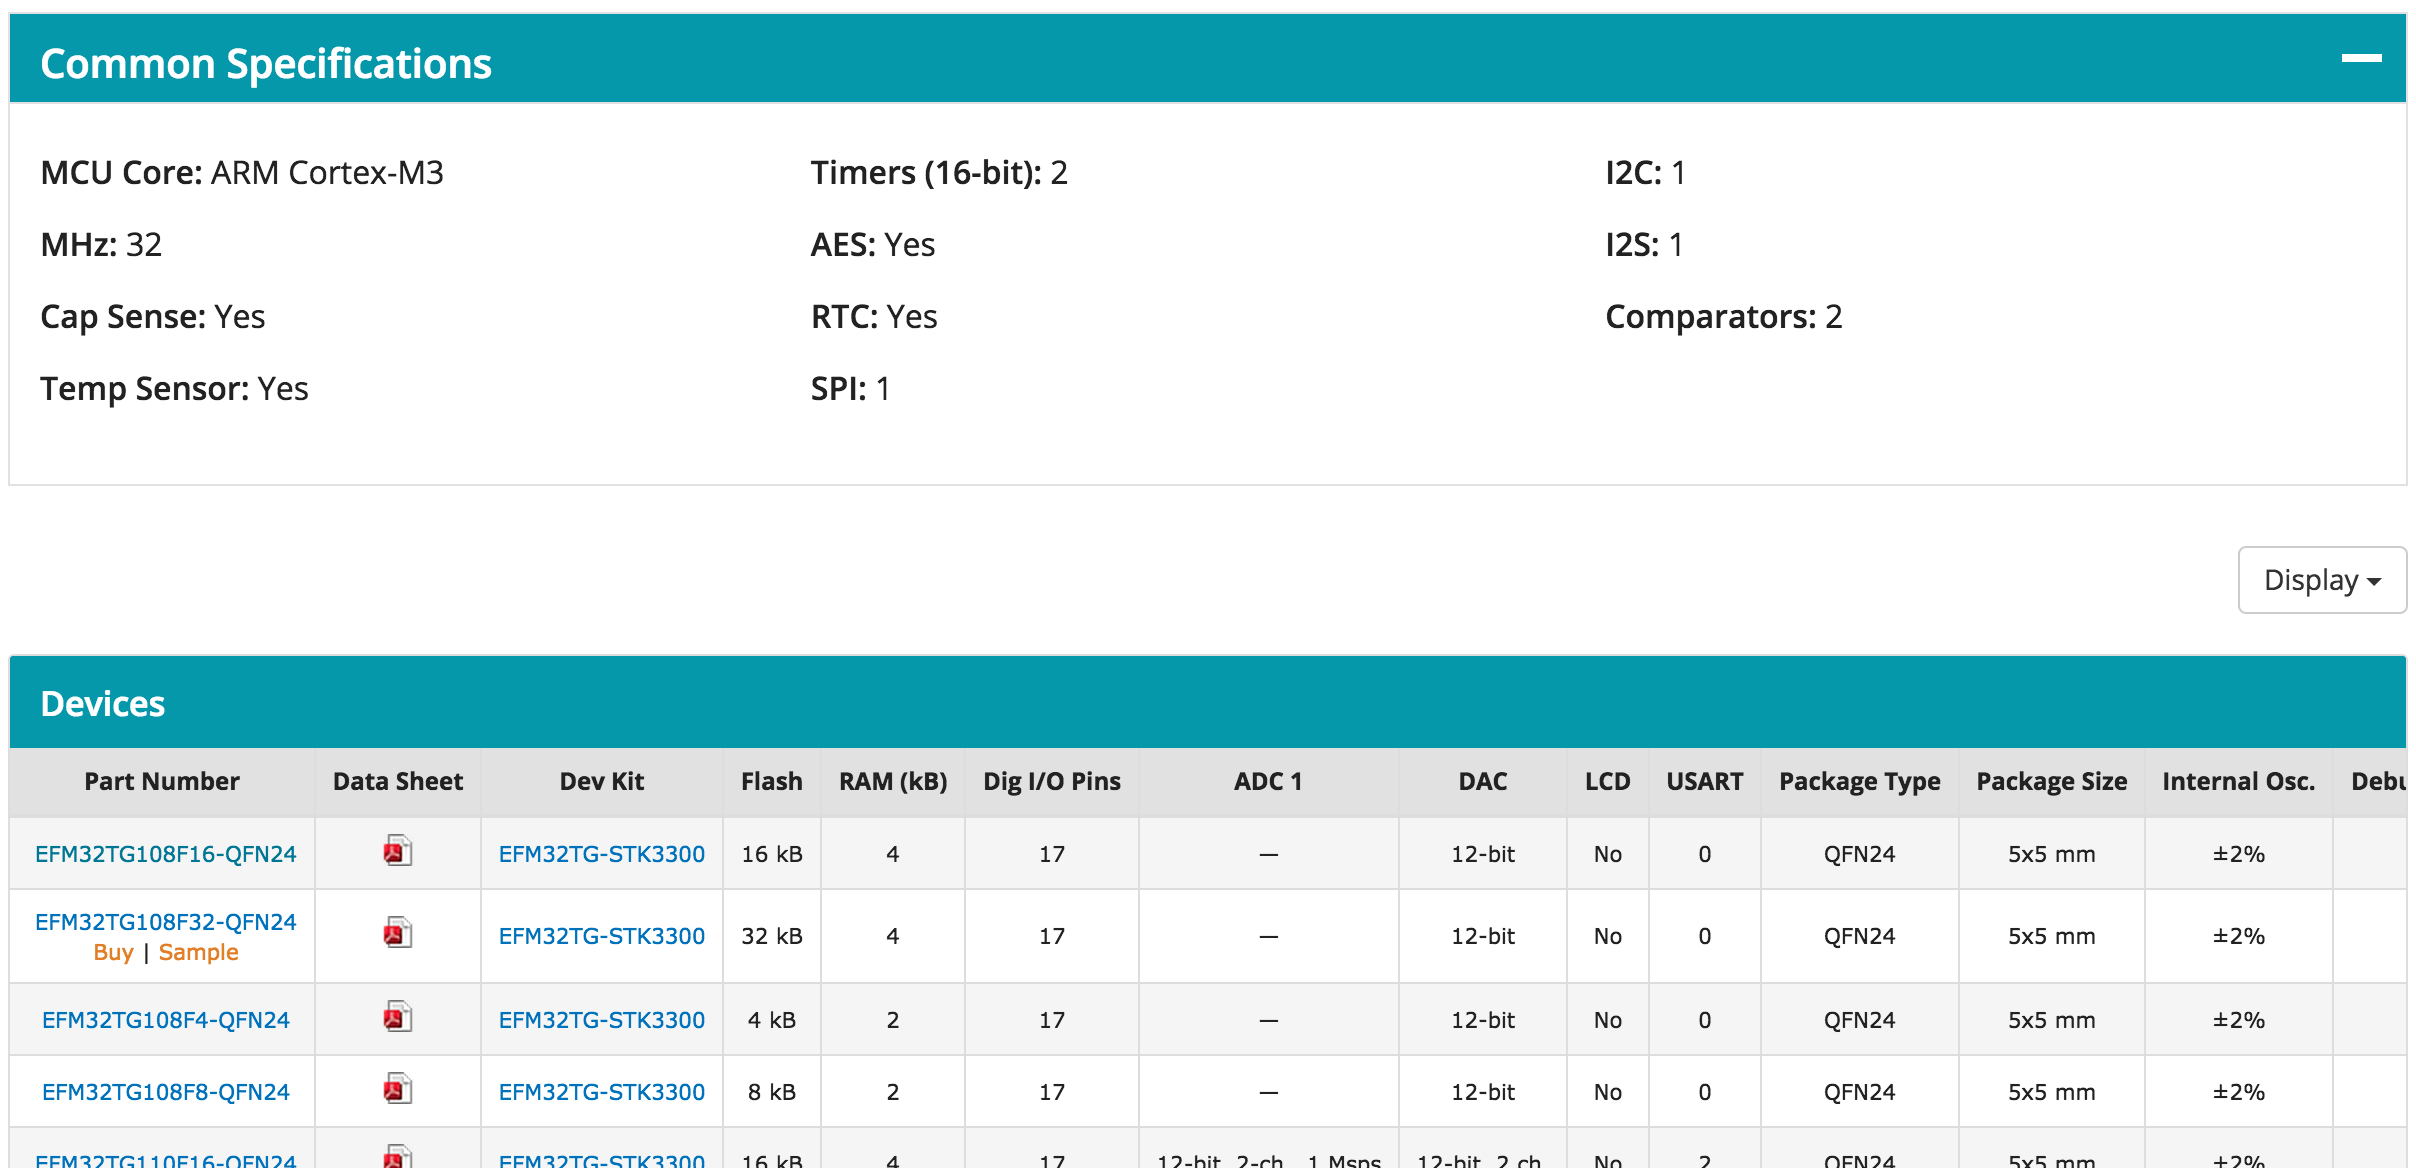 Common Specifications
MCU Core: ARM Cortex-M3 Timers (16-bit): 2 I2C: 1
MHz: 32 AES: Yes I2S: 1
Cap Sense: Yes RTC: Yes Comparators: 2
Temp Sensor: Yes SPI: 1
Display
Devices
Part Number Data Sheet Dev Kit Flash RAM (kB) Dig I/O Pins ADC 1 DAC LCD USART Package Type Package Size Internal Osc. Debu
EFM32TG108F16-QFN24 EFM32TG-STK3300 16 kB 4 17 — 12-bit No 0 QFN24 5x5 mm ±2%
EFM32TG108F32-QFN24 EFM32TG-STK3300 32 kB 4 17 — 12-bit No 0 QFN24 5x5 mm ±2%
Buy | Sample
EFM32TG108F4-QFN24 EFM32TG-STK3300 4 kB 2 17 — 12-bit No 0 QFN24 5x5 mm ±2%
EFM32TG108F8-QFN24 EFM32TG-STK3300 8 kB 2 17 — 12-bit No 0 QFN24 5x5 mm ±2%
EFM32TG110F16-QFN24 EFM32TG-STK3300 16 kB 4 17 12-bit, 2-ch., 1 Msps 12-bit, 2 ch No 2 QFN24 5x5 mm ±2%